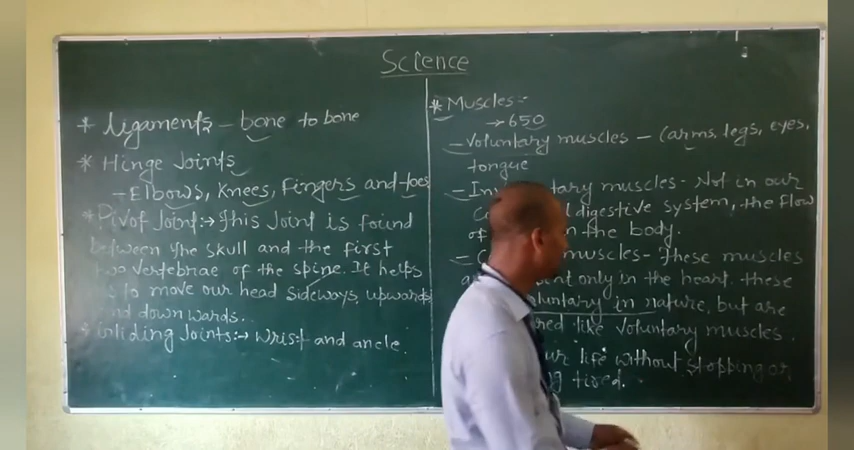 Science
+ Ligaments - bone to bone
* Hinge Joints
- Elbows, Knees, Fingers and toes
* Pivot Joint :→ This Joint is found
between the skull and the first
two vertebrae of the spine. It helps
us to move our head sideways, upwards
and downwards.
* inliding Joints :→ Wrist and ancle.
* Muscles :-
→ 650
- Voluntary muscles - (arms, legs, eyes,
tongue
- tary muscles - Not in our
digestive system, the flow
of in the body.
- muscles - These muscles
only in the heart. These
voluntary in nature, but are
like voluntary muscles.
our life without stopping or
tired.